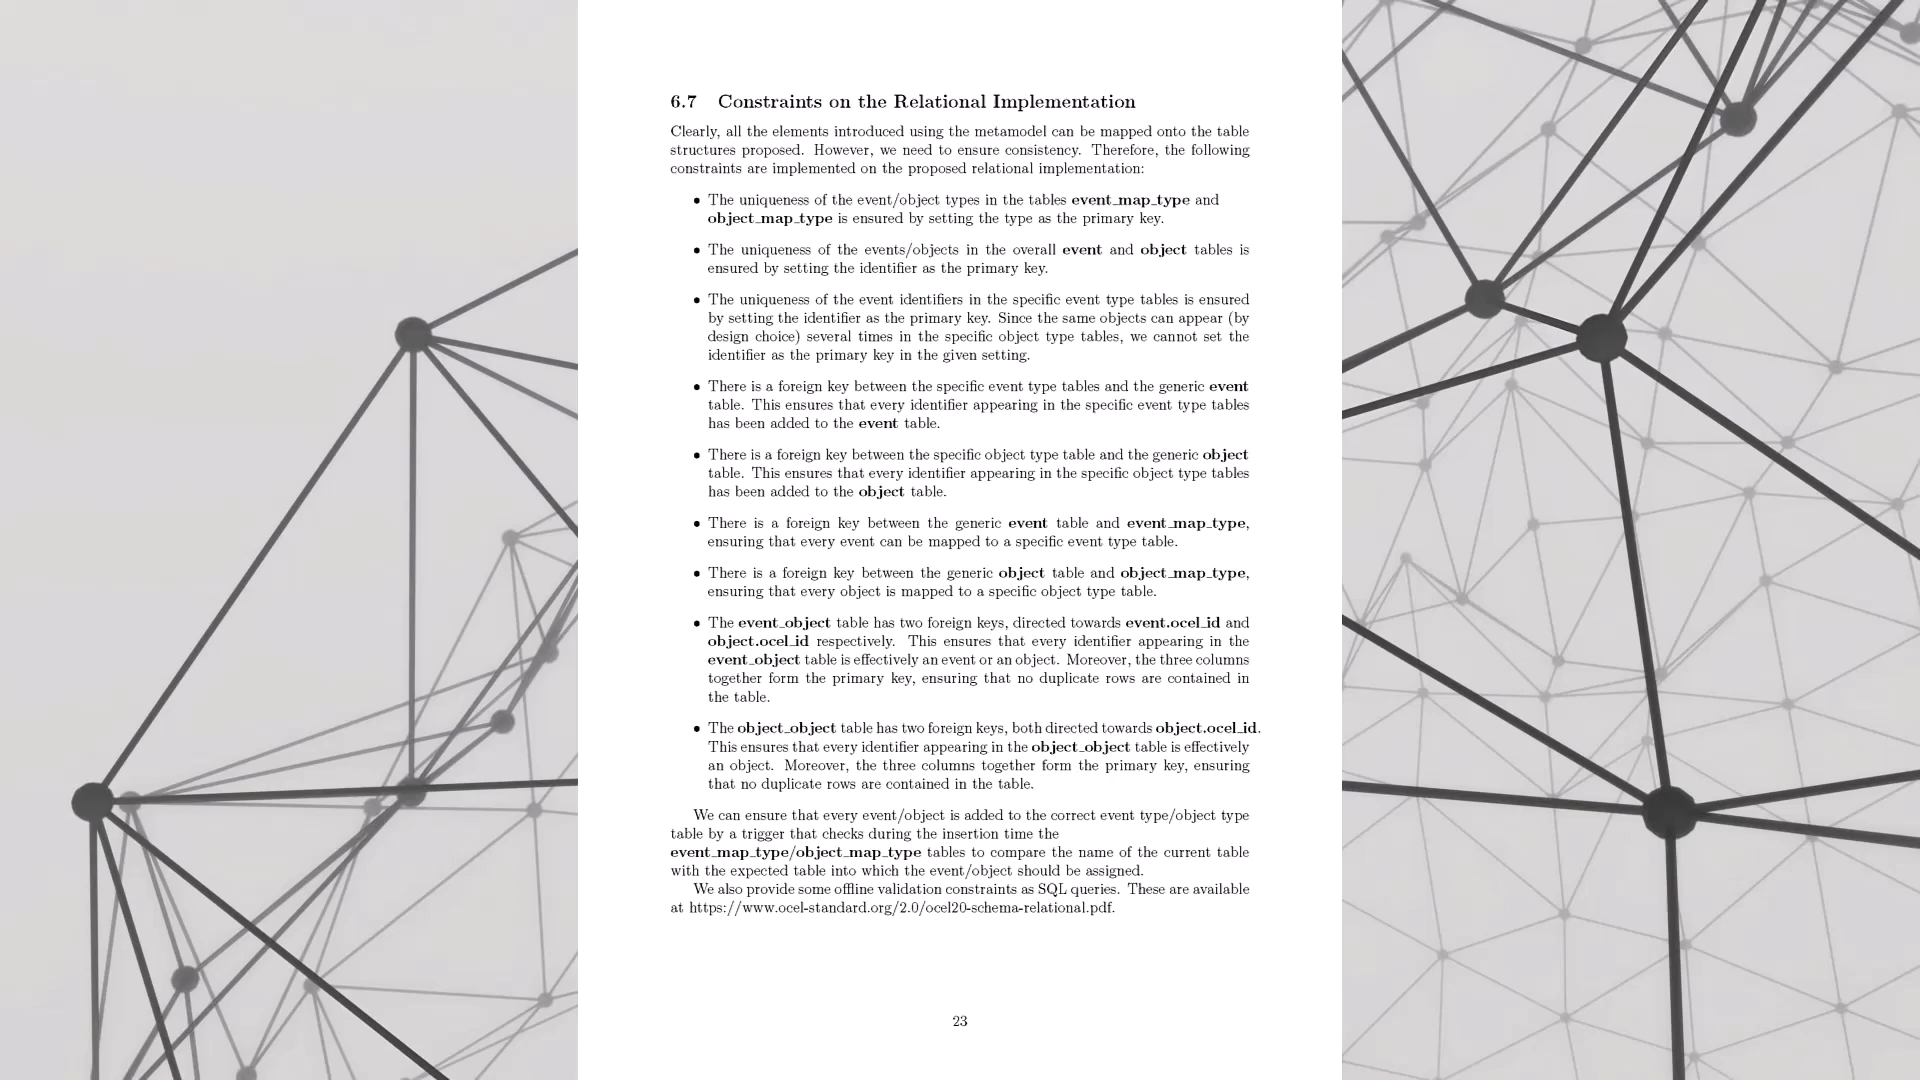 6.7 Constraints on the Relational Implementation
Clearly, all the elements introduced using the metamodel can be mapped onto the table
structures proposed. However, we need to ensure consistency. Therefore, the following
constraints are implemented on the proposed relational implementation:
• The uniqueness of the event/object types in the tables event_map_type and
object_map_type is ensured by setting the type as the primary key.
• The uniqueness of the events/objects in the overall event and object tables is
ensured by setting the identifier as the primary key.
• The uniqueness of the event identifiers in the specific event type tables is ensured
by setting the identifier as the primary key. Since the same objects can appear (by
design choice) several times in the specific object type tables, we cannot set the
identifier as the primary key in the given setting.
• There is a foreign key between the specific event type tables and the generic event
table. This ensures that every identifier appearing in the specific event type tables
has been added to the event table.
• There is a foreign key between the specific object type table and the generic object
table. This ensures that every identifier appearing in the specific object type tables
has been added to the object table.
• There is a foreign key between the generic event table and event_map_type,
ensuring that every event can be mapped to a specific event type table.
• There is a foreign key between the generic object table and object_map_type,
ensuring that every object is mapped to a specific object type table.
• The event_object table has two foreign keys, directed towards event.ocel_id and
object.ocel_id respectively. This ensures that every identifier appearing in the
event_object table is effectively an event or an object. Moreover, the three columns
together form the primary key, ensuring that no duplicate rows are contained in
the table.
• The object_object table has two foreign keys, both directed towards object.ocel_id.
This ensures that every identifier appearing in the object_object table is effectively
an object. Moreover, the three columns together form the primary key, ensuring
that no duplicate rows are contained in the table.
We can ensure that every event/object is added to the correct event type/object type
table by a trigger that checks during the insertion time the
event_map_type/object_map_type tables to compare the name of the current table
with the expected table into which the event/object should be assigned.
We also provide some offline validation constraints as SQL queries. These are available
at https://www.ocel-standard.org/2.0/ocel20-schema-relational.pdf.
23